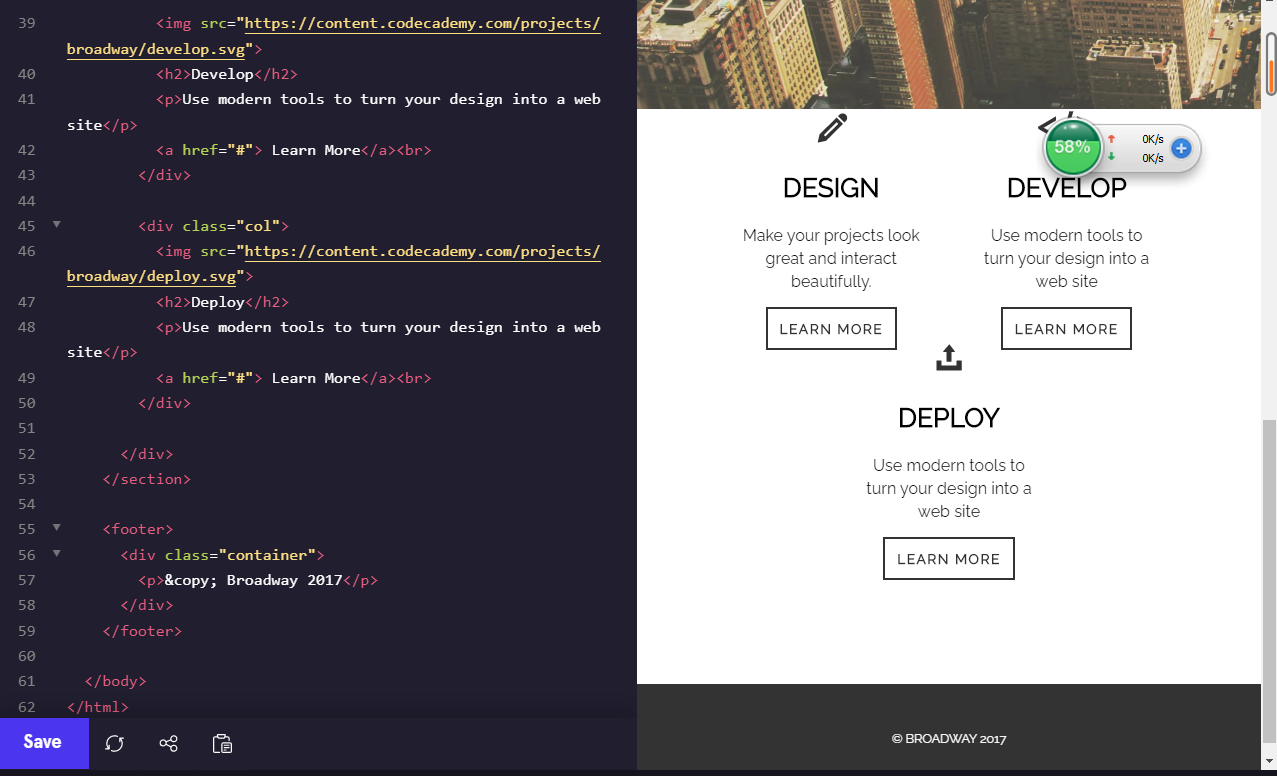 39 <img src="https://content.codecademy.com/projects/
broadway/develop.svg">
40 <h2>Develop</h2>
41 <p>Use modern tools to turn your design into a web
site</p>
42 <a href="#"> Learn More</a><br>
43 </div>
44
45 <div class="col">
46 <img src="https://content.codecademy.com/projects/
broadway/deploy.svg">
47 <h2>Deploy</h2>
48 <p>Use modern tools to turn your design into a web
site</p>
49 <a href="#"> Learn More</a><br>
50 </div>
51
52 </div>
53 </section>
54
55 <footer>
56 <div class="container">
57 <p>&copy; Broadway 2017</p>
58 </div>
59 </footer>
60
61 </body>
62 </html>
Save
58%
0K/s
0K/s
DESIGN
Make your projects look
great and interact
beautifully.
LEARN MORE
DEVELOP
Use modern tools to
turn your design into a
web site
LEARN MORE
DEPLOY
Use modern tools to
turn your design into a
web site
LEARN MORE
© BROADWAY 2017